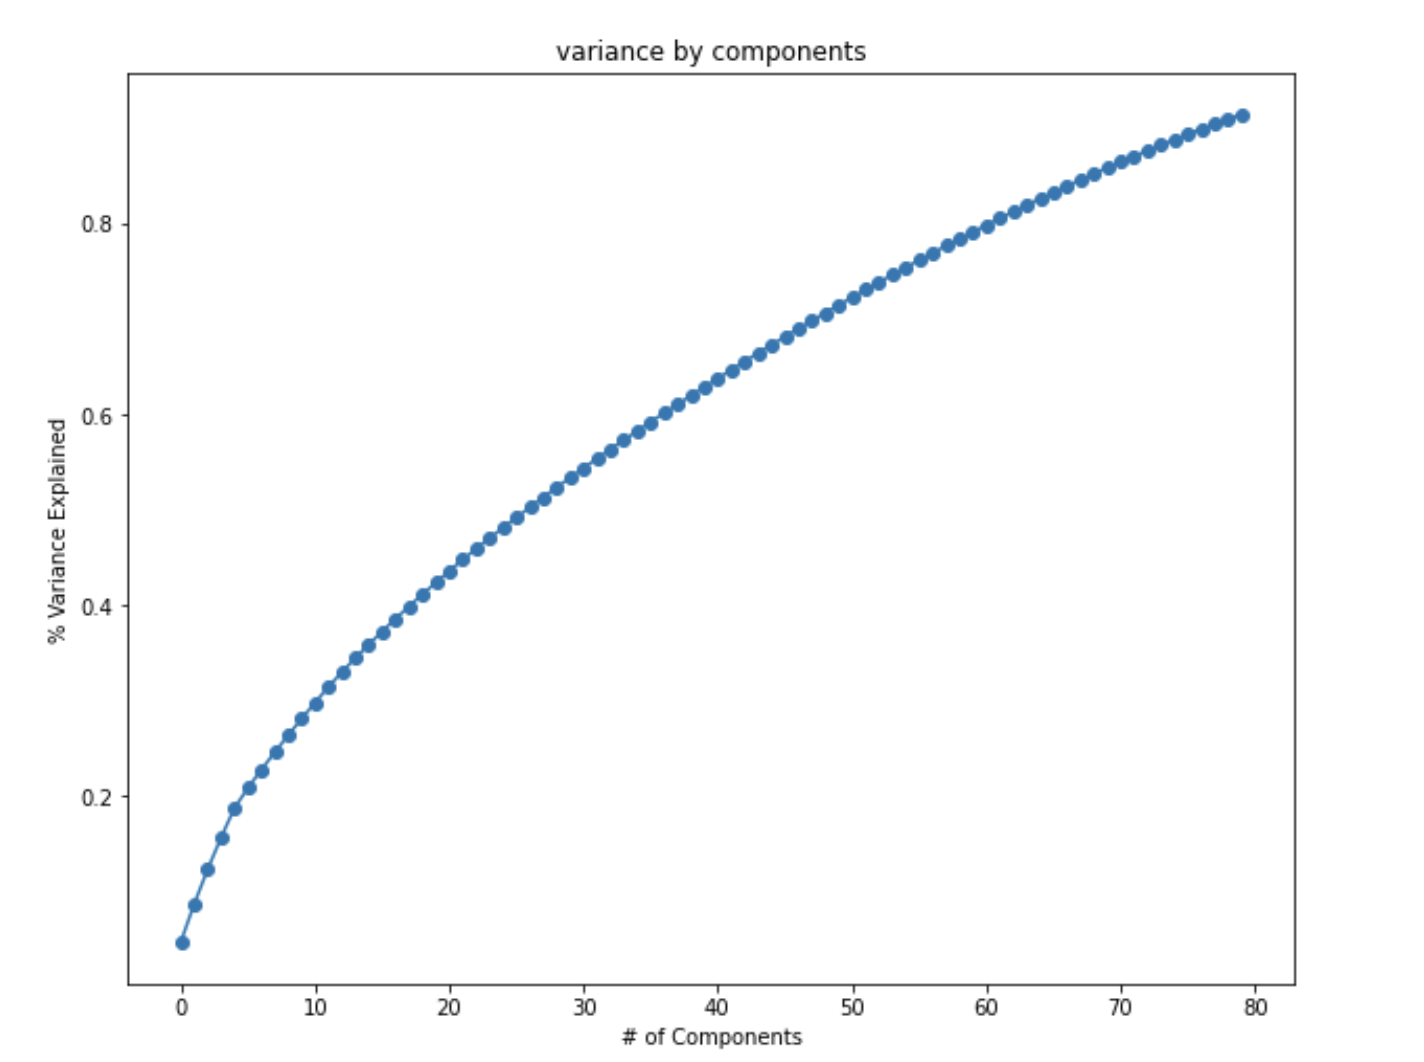 variance by components
% Variance Explained
0.8
0.6
0.4
0.2
0 10 20 30 40 50 60 70 80
# of Components